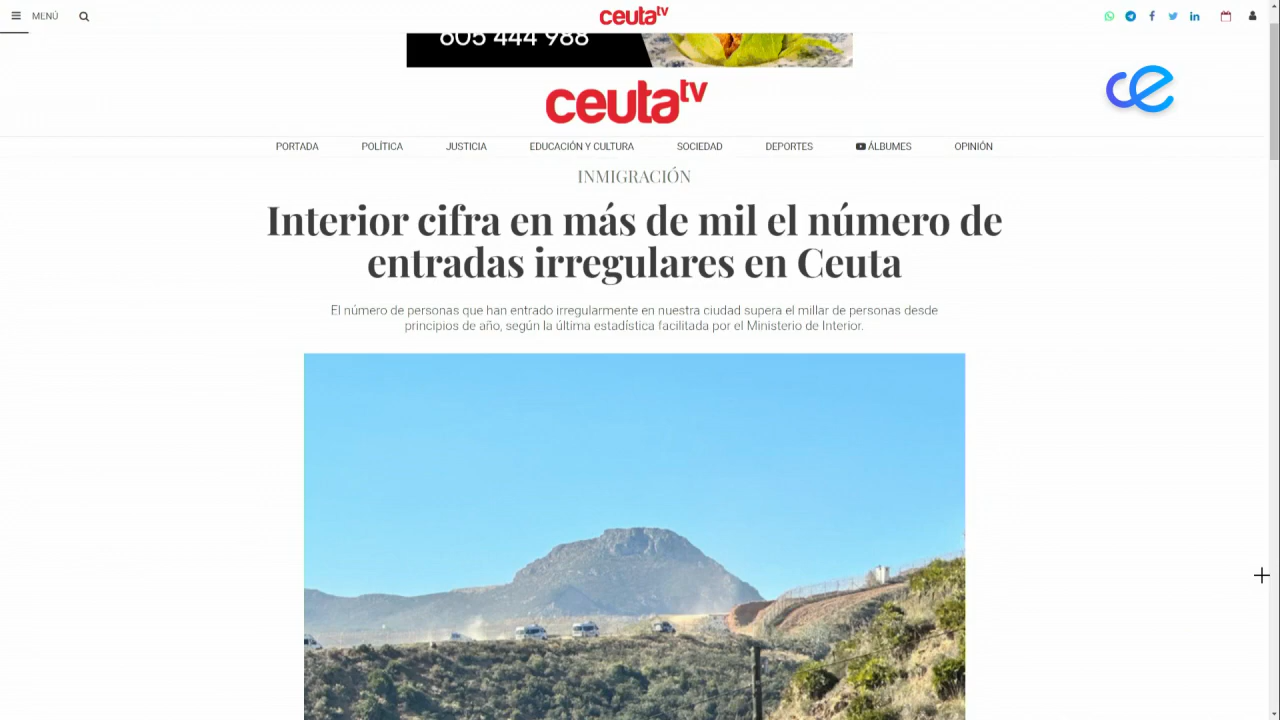 MENÚ
ceuta tv
605 444 988
ceuta tv
ce
PORTADA POLÍTICA JUSTICIA EDUCACIÓN Y CULTURA SOCIEDAD DEPORTES ÁLBUMES OPINIÓN
INMIGRACIÓN
Interior cifra en más de mil el número de
entradas irregulares en Ceuta
El número de personas que han entrado irregularmente en nuestra ciudad supera el millar de personas desde
principios de año, según la última estadística facilitada por el Ministerio de Interior.